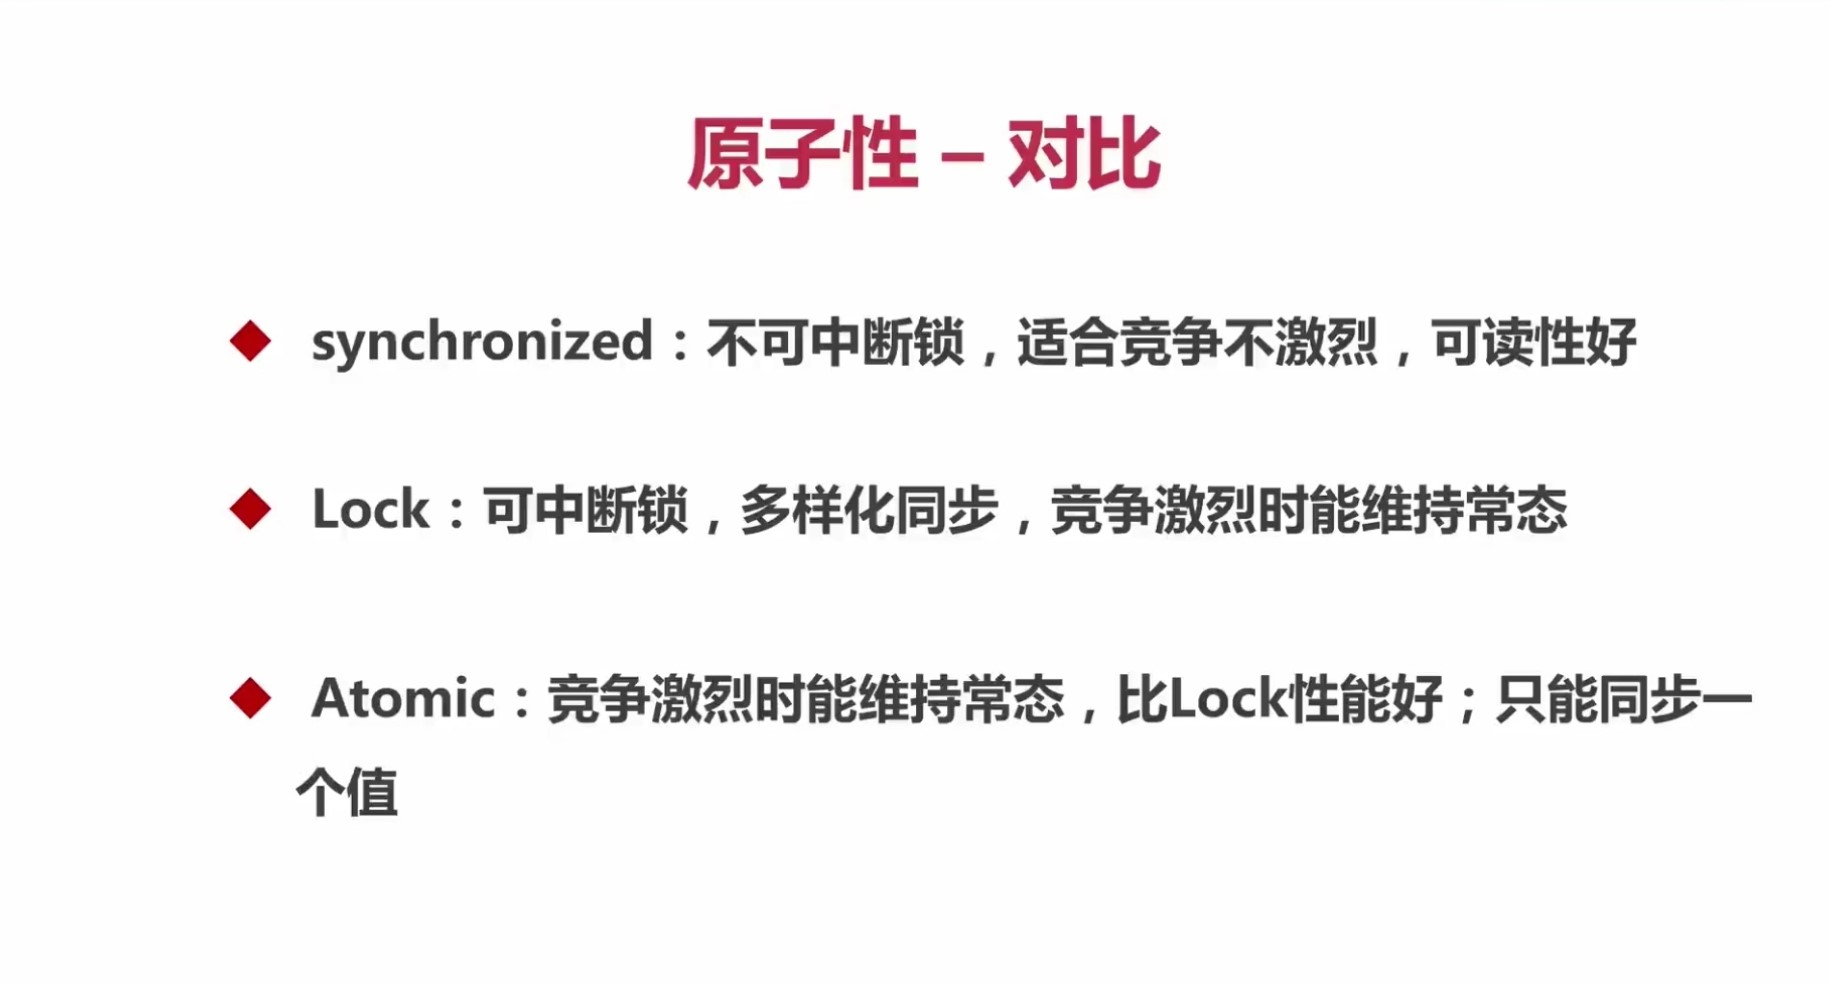 原子性 – 对比
synchronized：不可中断锁，适合竞争不激烈，可读性好
Lock：可中断锁，多样化同步，竞争激烈时能维持常态
Atomic：竞争激烈时能维持常态，比Lock性能好；只能同步一
个值